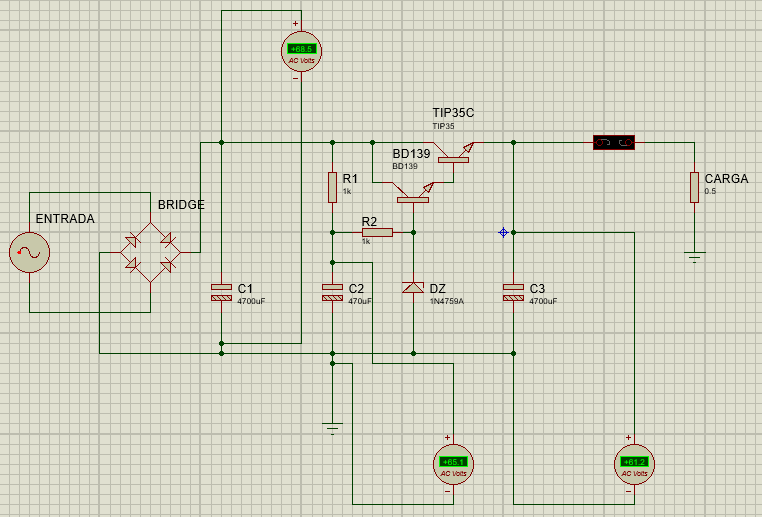 +
+68.5
AC Volts
−
TIP35C
TIP35
BD139
BD139
R1
1k
CARGA
0.5
BRIDGE
ENTRADA
R2
1k
C1
4700uF
C2
470uF
DZ
1N4759A
C3
4700uF
+
+65.1
AC Volts
−
+
+61.2
AC Volts
−